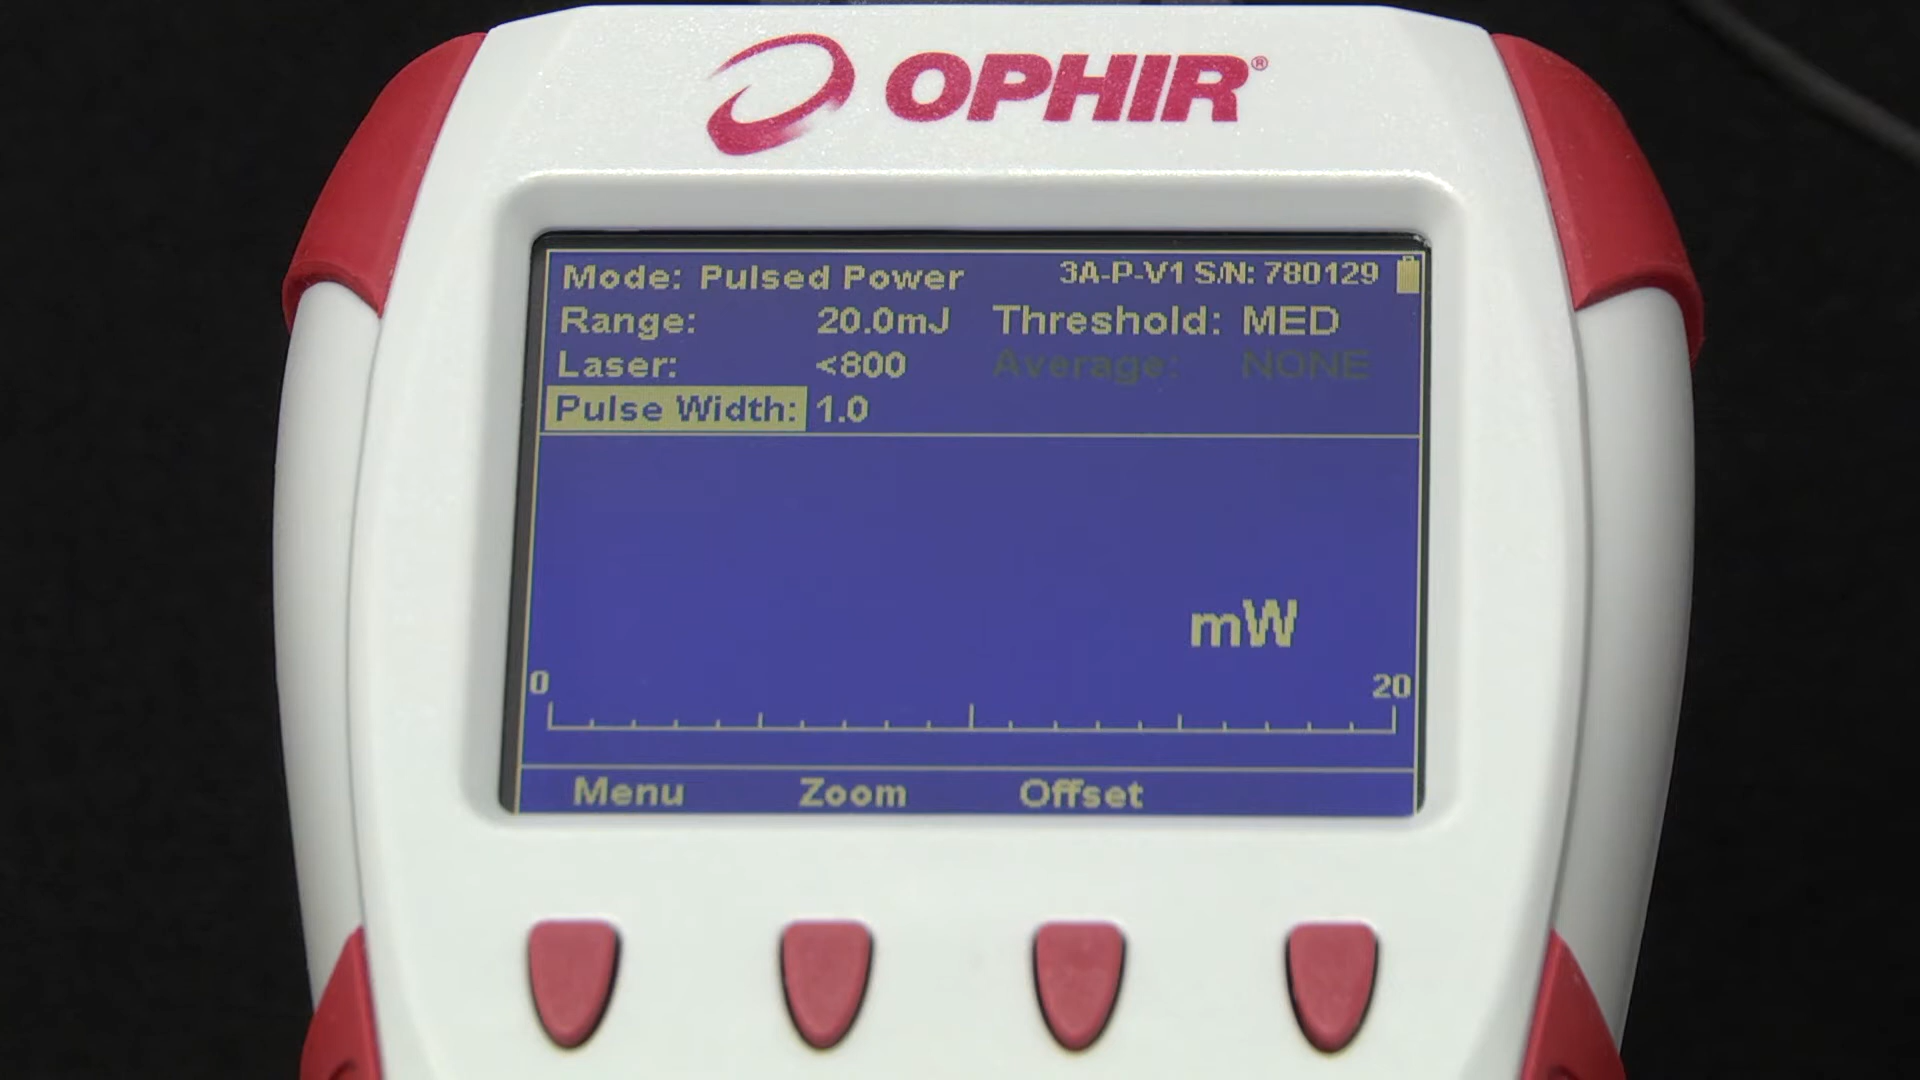 OPHIR®
Mode: Pulsed Power 3A-P-V1 S/N: 780129
Range: 20.0mJ Threshold: MED
Laser: <800 Average: NONE
Pulse Width: 1.0
mW
0 20
Menu Zoom Offset